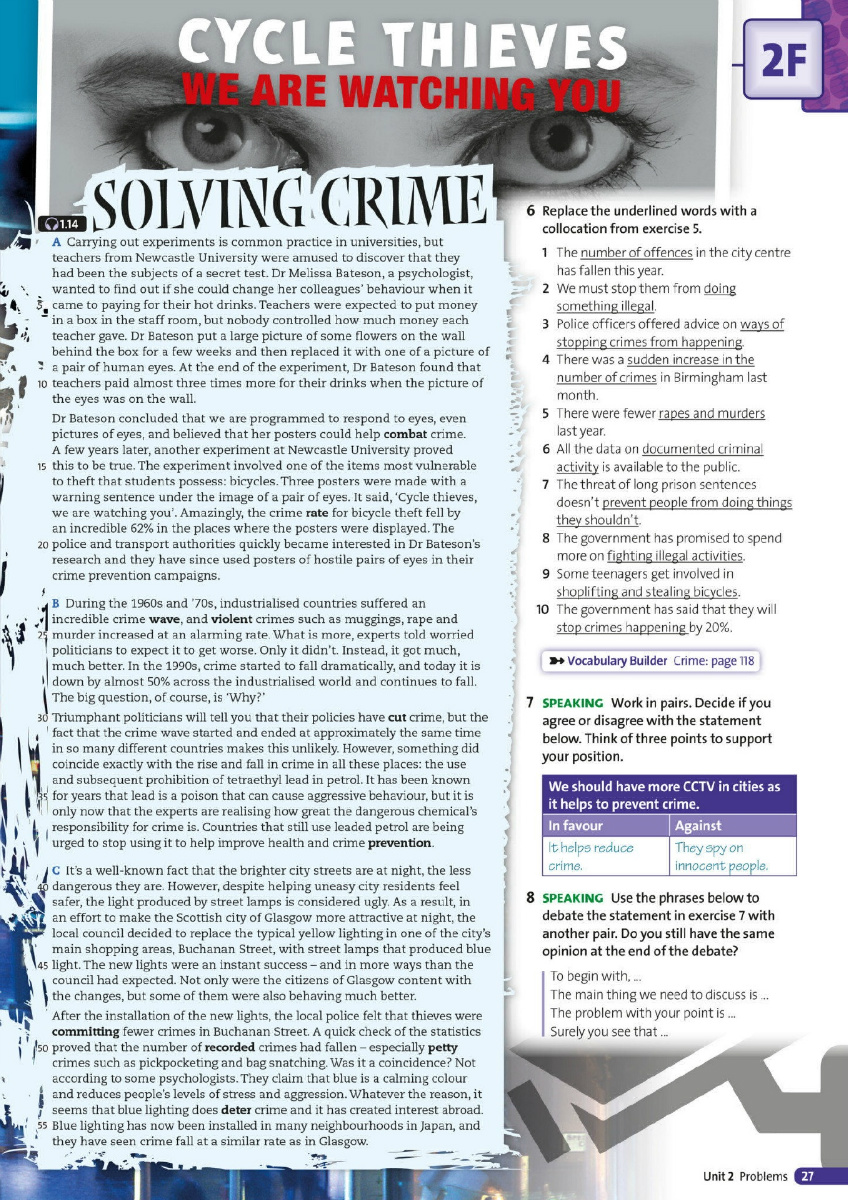 CYCLE THIEVES
WE ARE WATCHING YOU
2F
1.14
SOLVING CRIME
A Carrying out experiments is common practice in universities, but
teachers from Newcastle University were amused to discover that they
had been the subjects of a secret test. Dr Melissa Bateson, a psychologist,
wanted to find out if she could change her colleagues' behaviour when it
5 came to paying for their hot drinks. Teachers were expected to put money
in a box in the staff room, but nobody controlled how much money each
teacher gave. Dr Bateson put a large picture of some flowers on the wall
behind the box for a few weeks and then replaced it with one of a picture of
a pair of human eyes. At the end of the experiment, Dr Bateson found that
10 teachers paid almost three times more for their drinks when the picture of
the eyes was on the wall.
Dr Bateson concluded that we are programmed to respond to eyes, even
pictures of eyes, and believed that her posters could help combat crime.
A few years later, another experiment at Newcastle University proved
15 this to be true. The experiment involved one of the items most vulnerable
to theft that students possess: bicycles. Three posters were made with a
warning sentence under the image of a pair of eyes. It said, 'Cycle thieves,
we are watching you'. Amazingly, the crime rate for bicycle theft fell by
an incredible 62% in the places where the posters were displayed. The
20 police and transport authorities quickly became interested in Dr Bateson's
research and they have since used posters of hostile pairs of eyes in their
crime prevention campaigns.
B During the 1960s and '70s, industrialised countries suffered an
incredible crime wave, and violent crimes such as muggings, rape and
25 murder increased at an alarming rate. What is more, experts told worried
politicians to expect it to get worse. Only it didn't. Instead, it got much,
much better. In the 1990s, crime started to fall dramatically, and today it is
down by almost 50% across the industrialised world and continues to fall.
The big question, of course, is 'Why?'
30 Triumphant politicians will tell you that their policies have cut crime, but the
fact that the crime wave started and ended at approximately the same time
in so many different countries makes this unlikely. However, something did
coincide exactly with the rise and fall in crime in all these places: the use
and subsequent prohibition of tetraethyl lead in petrol. It has been known
35 for years that lead is a poison that can cause aggressive behaviour, but it is
only now that the experts are realising how great the dangerous chemical's
responsibility for crime is. Countries that still use leaded petrol are being
urged to stop using it to help improve health and crime prevention.
C It's a well-known fact that the brighter city streets are at night, the less
40 dangerous they are. However, despite helping uneasy city residents feel
safer, the light produced by street lamps is considered ugly. As a result, in
an effort to make the Scottish city of Glasgow more attractive at night, the
local council decided to replace the typical yellow lighting in one of the city's
main shopping areas, Buchanan Street, with street lamps that produced blue
45 light. The new lights were an instant success – and in more ways than the
council had expected. Not only were the citizens of Glasgow content with
the changes, but some of them were also behaving much better.
After the installation of the new lights, the local police felt that thieves were
committing fewer crimes in Buchanan Street. A quick check of the statistics
50 proved that the number of recorded crimes had fallen – especially petty
crimes such as pickpocketing and bag snatching. Was it a coincidence? Not
according to some psychologists. They claim that blue is a calming colour
and reduces people's levels of stress and aggression. Whatever the reason, it
seems that blue lighting does deter crime and it has created interest abroad.
55 Blue lighting has now been installed in many neighbourhoods in Japan, and
they have seen crime fall at a similar rate as in Glasgow.
6 Replace the underlined words with a
collocation from exercise 5.
1 The number of offences in the city centre
has fallen this year.
2 We must stop them from doing
something illegal.
3 Police officers offered advice on ways of
stopping crimes from happening.
4 There was a sudden increase in the
number of crimes in Birmingham last
month.
5 There were fewer rapes and murders
last year.
6 All the data on documented criminal
activity is available to the public.
7 The threat of long prison sentences
doesn't prevent people from doing things
they shouldn't.
8 The government has promised to spend
more on fighting illegal activities.
9 Some teenagers get involved in
shoplifting and stealing bicycles.
10 The government has said that they will
stop crimes happening by 20%.
Vocabulary Builder Crime: page 118
7 SPEAKING Work in pairs. Decide if you
agree or disagree with the statement
below. Think of three points to support
your position.
We should have more CCTV in cities as
it helps to prevent crime.
In favour Against
It helps reduce They spy on
crime. innocent people.
8 SPEAKING Use the phrases below to
debate the statement in exercise 7 with
another pair. Do you still have the same
opinion at the end of the debate?
To begin with, ...
The main thing we need to discuss is ...
The problem with your point is ...
Surely you see that ...
Unit 2 Problems 27